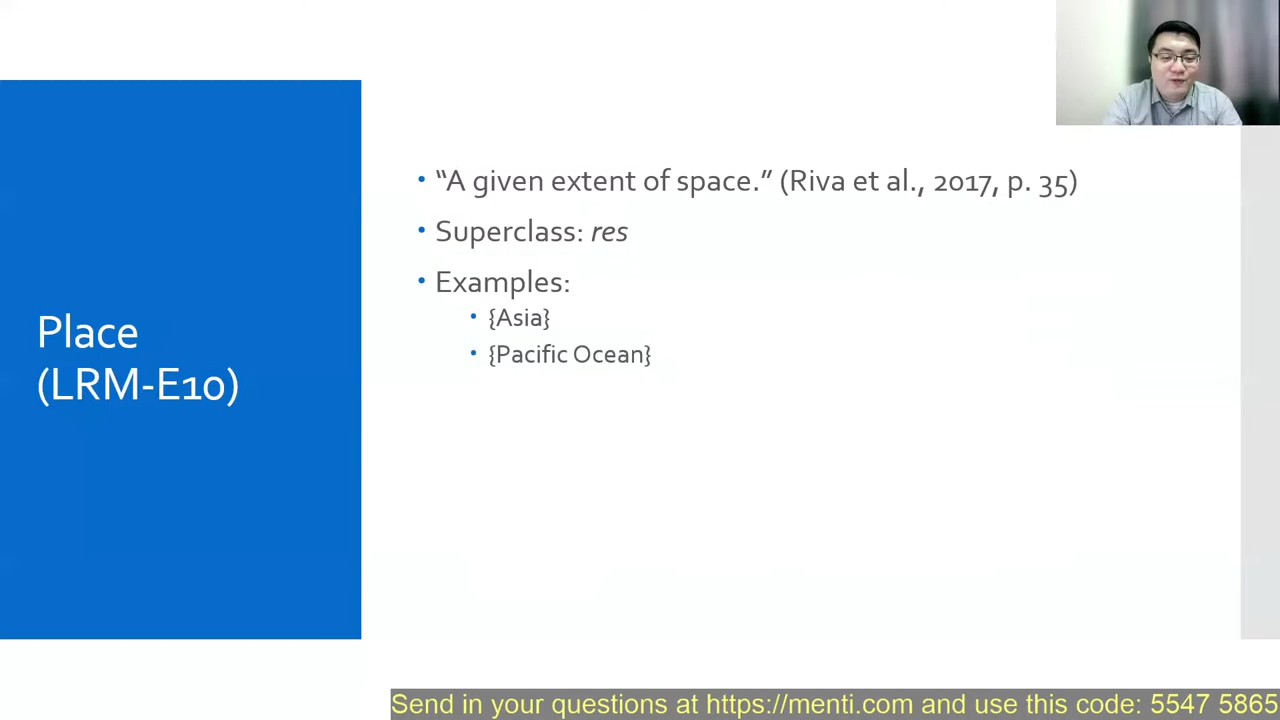 Place
(LRM-E10)
• “A given extent of space.” (Riva et al., 2017, p. 35)
• Superclass: res
• Examples:
• {Asia}
• {Pacific Ocean}
Send in your questions at https://menti.com and use this code: 5547 5865